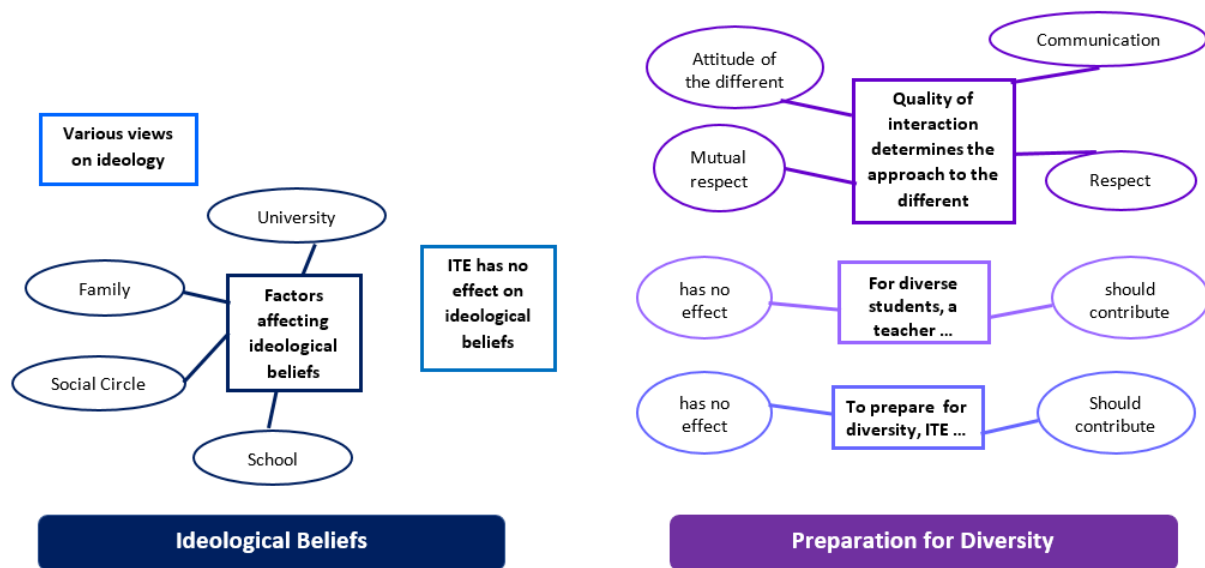 Various views
on ideology
University
Family
Factors
affecting
ideological
beliefs
Social Circle
School
ITE has no
effect on
ideological
beliefs
Ideological Beliefs
Attitude of
the different
Communication
Quality of
interaction
determines the
approach to the
different
Mutual
respect
Respect
has no
effect
For diverse
students, a
teacher ...
should
contribute
has no
effect
To prepare for
diversity, ITE ...
Should
contribute
Preparation for Diversity